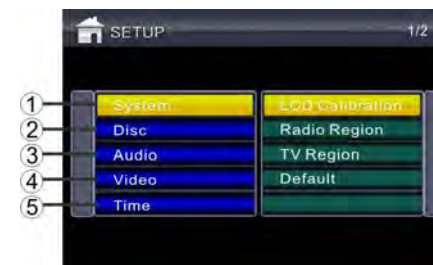 SETUP 1/2
① System LCD Calibration
② Disc Radio Region
③ Audio TV Region
④ Video Default
⑤ Time